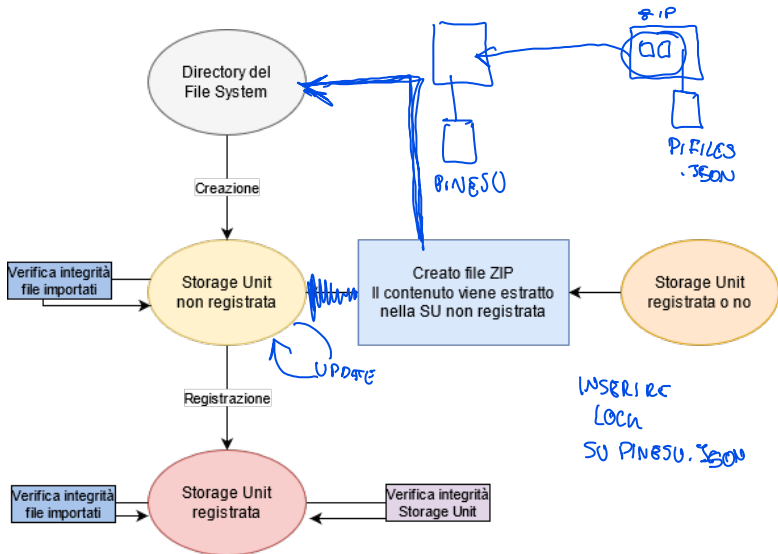 ZIP
Directory del
File System
PIFILES
.JSON
PINESU
Creazione
Verifica integrità
file importati
Storage Unit
non registrata
Creato file ZIP
Il contenuto viene estratto
nella SU non registrata
Storage Unit
registrata o no
UPDATE
Registrazione
INSERIRE
LOCK
SU PINESU.JSON
Verifica integrità
file importati
Storage Unit
registrata
Verifica integrità
Storage Unit